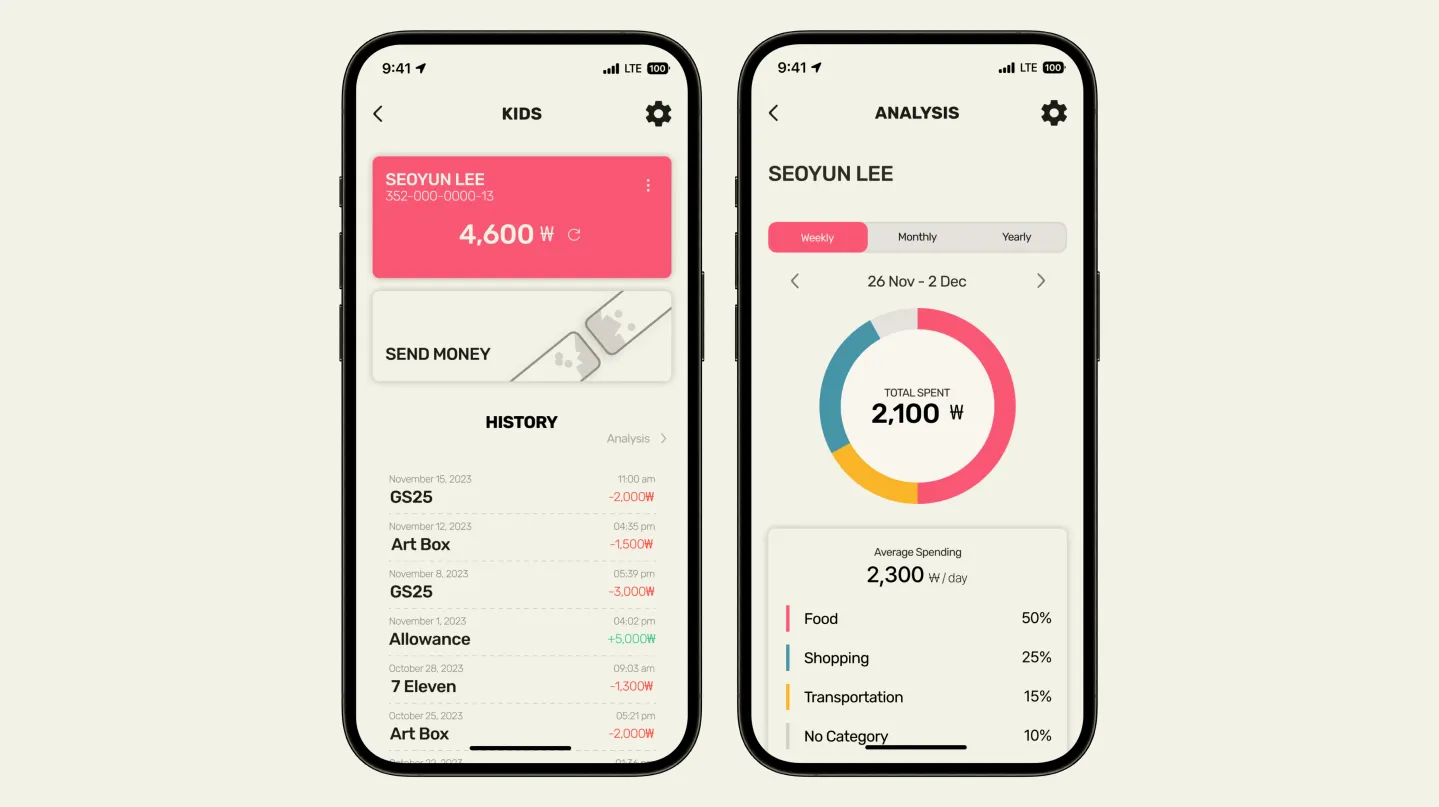 9:41 LTE 100
KIDS
SEOYUN LEE
352-000-0000-13
4,600 ₩
SEND MONEY
HISTORY
Analysis
November 15, 2023 11:00 am
GS25 -2,000₩
November 12, 2023 04:35 pm
Art Box -1,500₩
November 8, 2023 05:39 pm
GS25 -3,000₩
November 1, 2023 04:02 pm
Allowance +5,000₩
October 28, 2023 09:03 am
7 Eleven -1,300₩
October 25, 2023 05:21 pm
Art Box -2,000₩
9:41 LTE 100
ANALYSIS
SEOYUN LEE
Weekly Monthly Yearly
26 Nov - 2 Dec
TOTAL SPENT
2,100 ₩
Average Spending
2,300 ₩ / day
Food 50%
Shopping 25%
Transportation 15%
No Category 10%